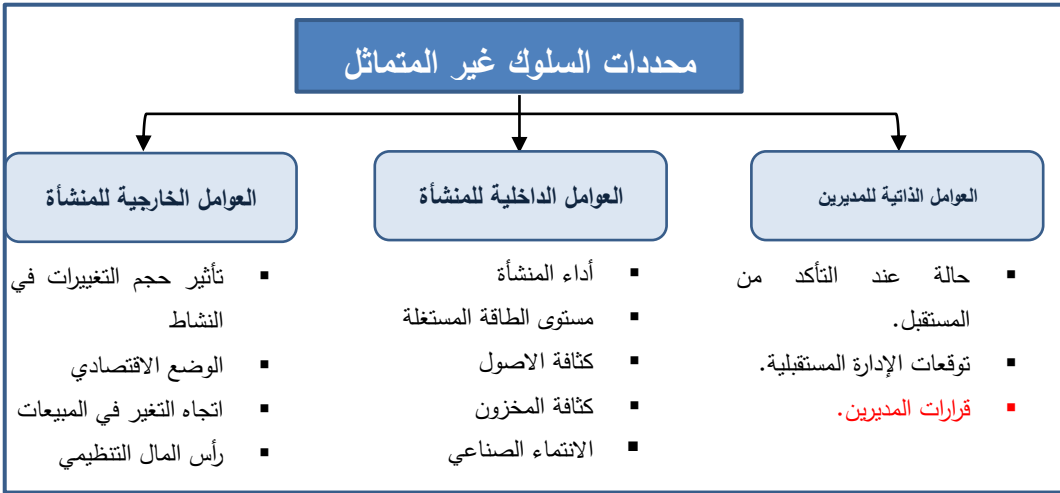 محددات السلوك غير المتماثل
العوامل الذاتية للمديرين
حالة عند التأكد من
المستقبل.
توقعات الإدارة المستقبلية.
قرارات المديرين.
العوامل الداخلية للمنشأة
أداء المنشأة
مستوى الطاقة المستغلة
كثافة الاصول
كثافة المخزون
الانتماء الصناعي
العوامل الخارجية للمنشأة
تأثير حجم التغييرات في
النشاط
الوضع الاقتصادي
اتجاه التغير في المبيعات
رأس المال التنظيمي